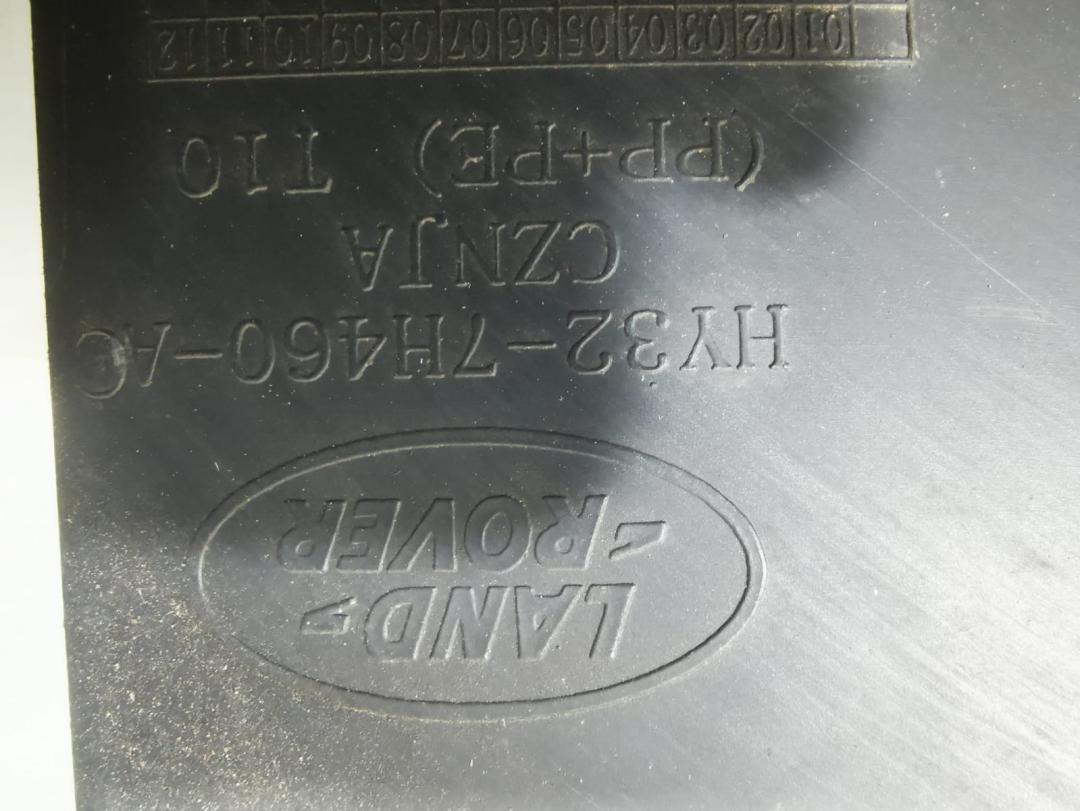 LAND
ROVER
HY32-7H460-AC
CZNJA
(PP+PE) T10
01 02 03 04 05 06 07 08 09 10 11 12